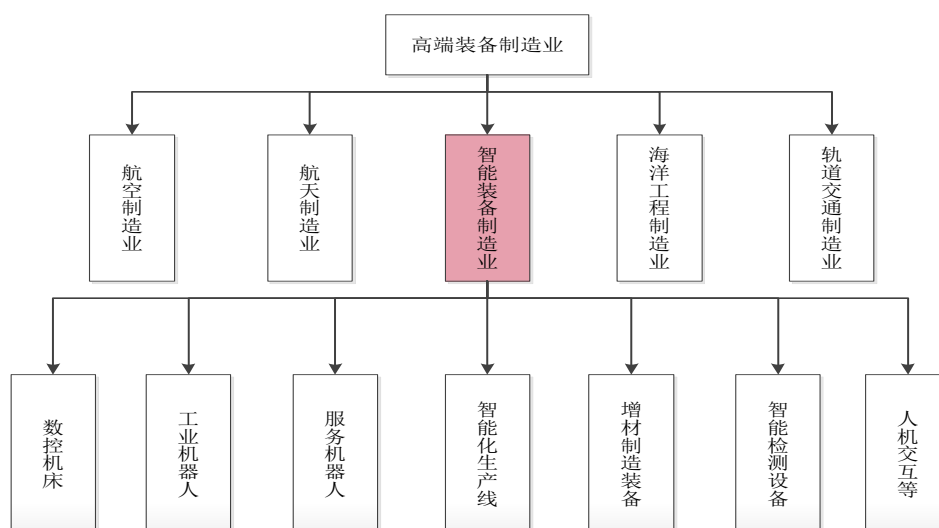 高端装备制造业
航空制造业
航天制造业
智能装备制造业
海洋工程制造业
轨道交通制造业
数控机床
工业机器人
服务机器人
智能化生产线
增材制造装备
智能检测设备
人机交互等